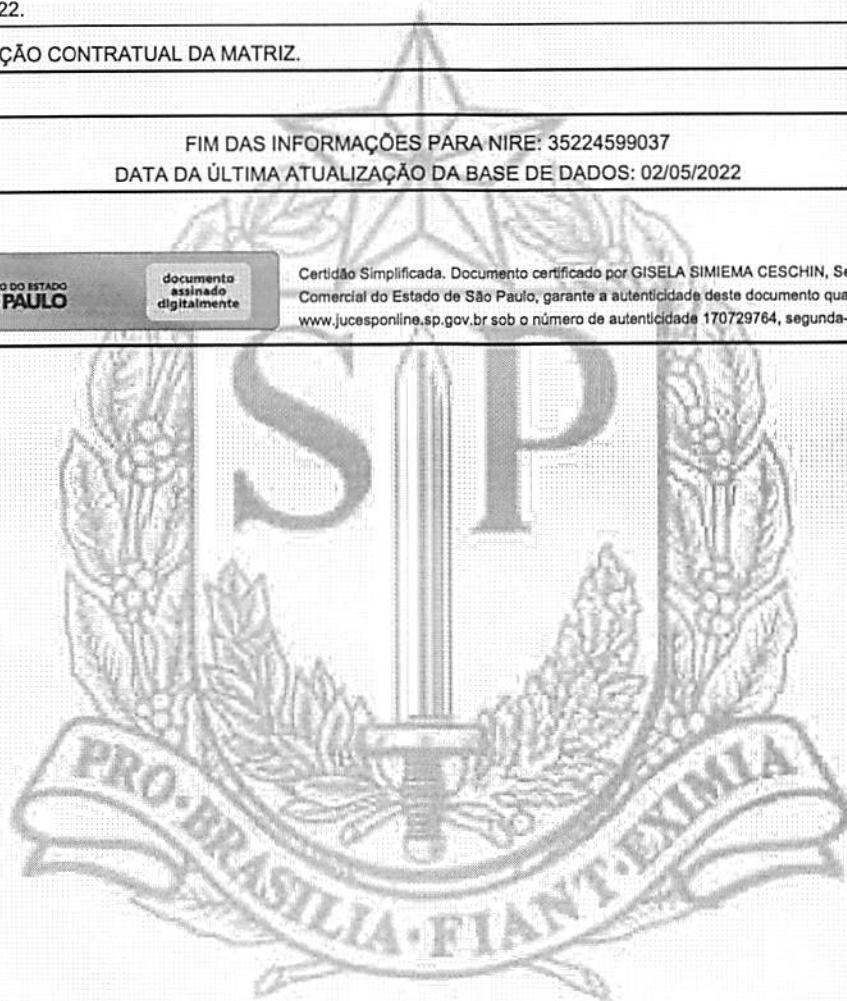 22.
ÇÃO CONTRATUAL DA MATRIZ.
FIM DAS INFORMAÇÕES PARA NIRE: 35224599037
DATA DA ÚLTIMA ATUALIZAÇÃO DA BASE DE DADOS: 02/05/2022
O DO ESTADO
PAULO
documento
assinado
digitalmente
Certidão Simplificada. Documento certificado por GISELA SIMIEMA CESCHIN, Se
Comercial do Estado de São Paulo, garante a autenticidade deste documento qua
www.jucesponline.sp.gov.br sob o número de autenticidade 170729764, segunda-
SP
PRO·BRASILIA·FIANT·EXIMIA